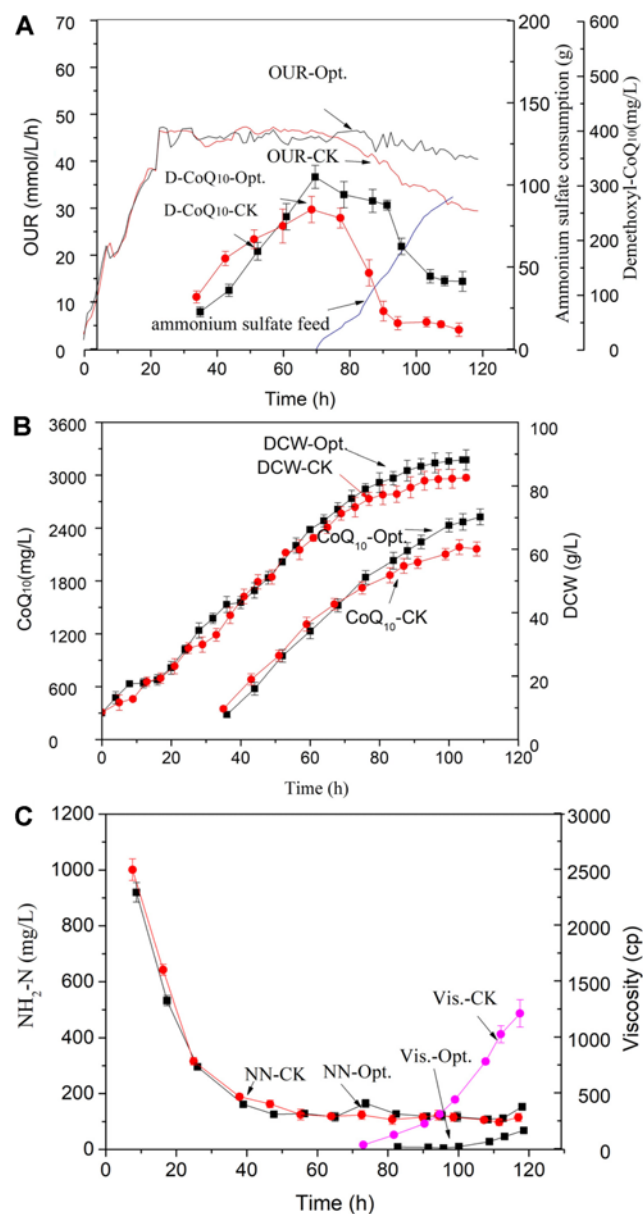 A
OUR (mmol/L/h)
70
60
50
40
30
20
10
0
0
20
40
60
80
100
120
Time (h)
OUR-Opt.
OUR-CK
D-CoQ10-Opt.
D-CoQ10-CK
ammonium sulfate feed
200
150
100
50
0
Ammonium sulfate consumption (g)
600
500
400
300
200
100
0
Demethoxyl-CoQ10(mg/L)
B
CoQ10(mg/L)
3600
3000
2400
1800
1200
600
0
0
20
40
60
80
100
120
Time (h)
DCW-Opt.
DCW-CK
CoQ10-Opt.
CoQ10-CK
100
80
60
40
20
0
DCW (g/L)
C
NH2-N (mg/L)
1200
1000
800
600
400
200
0
0
20
40
60
80
100
120
Time (h)
NN-CK
NN-Opt.
Vis.-Opt.
Vis.-CK
3000
2500
2000
1500
1000
500
0
Viscosity (cp)